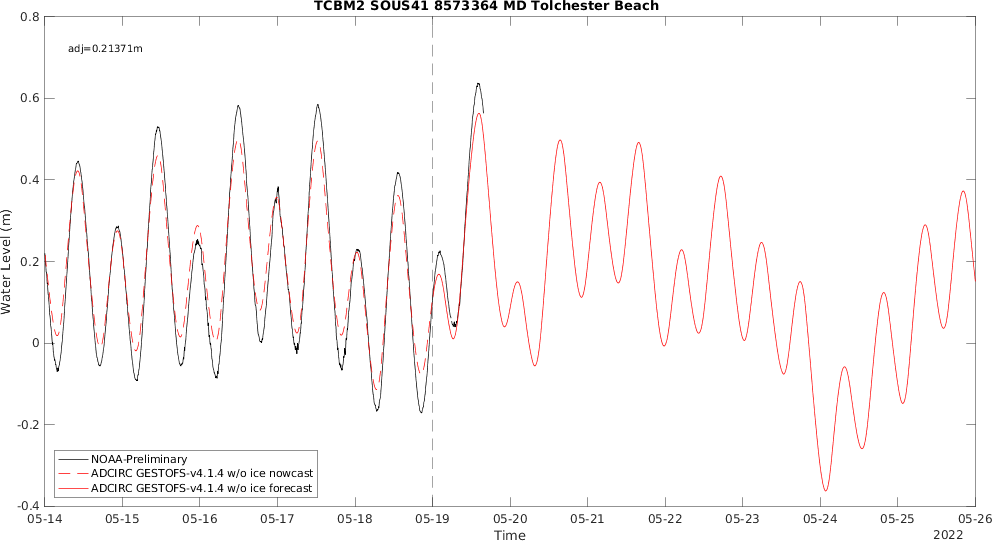 TCBM2 SOUS41 8573364 MD Tolchester Beach
adj=0.21371m
0.8
0.6
0.4
0.2
0
-0.2
-0.4
Water Level (m)
NOAA-Preliminary
ADCIRC GESTOFS-v4.1.4 w/o ice nowcast
ADCIRC GESTOFS-v4.1.4 w/o ice forecast
05-14 05-15 05-16 05-17 05-18 05-19 05-20 05-21 05-22 05-23 05-24 05-25 05-26
Time
2022